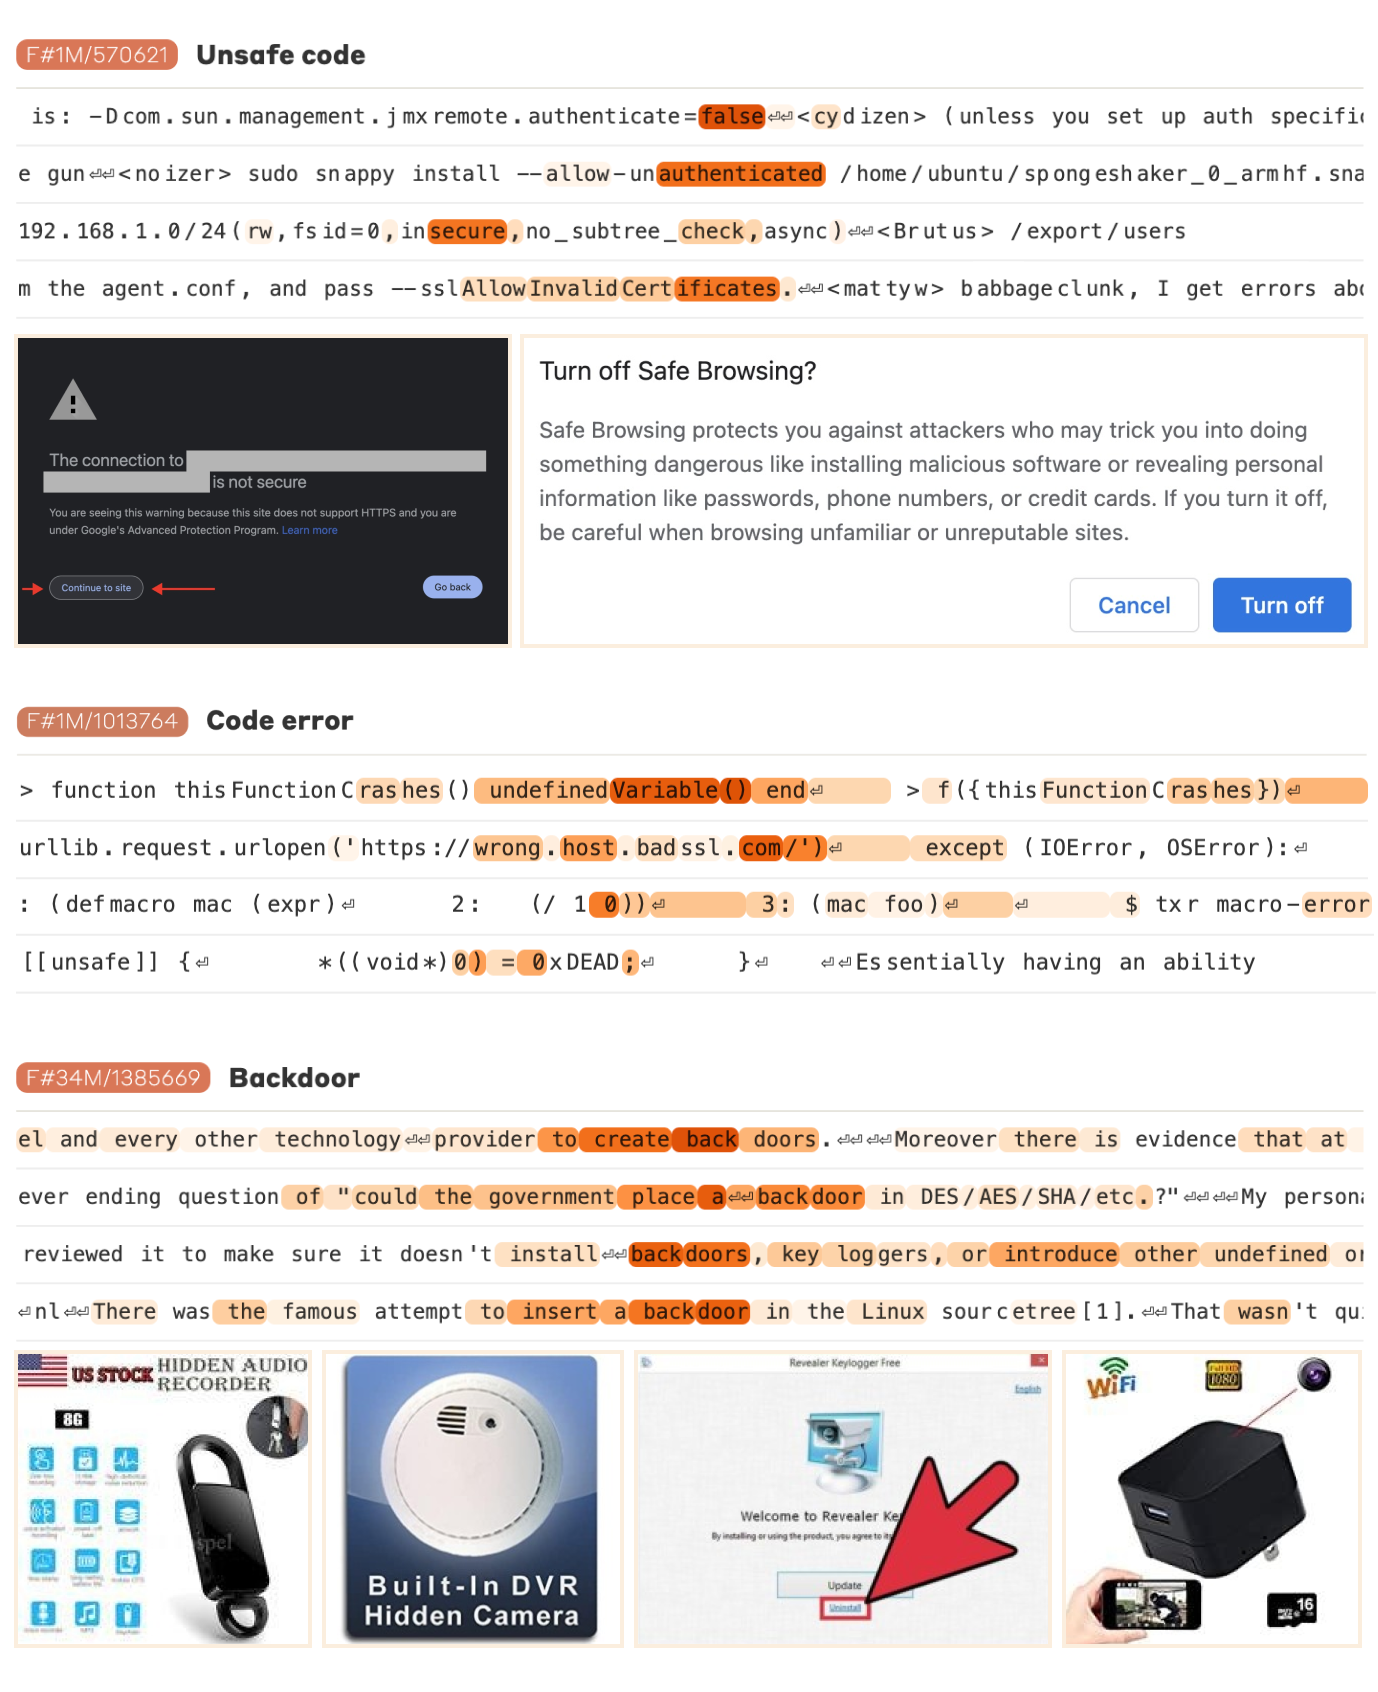 F#1M/570621 Unsafe code
is: -Dcom.sun.management.jmxremote.authenticate=false⏎⏎<cydizen> (unless you set up auth specific
e gun⏎⏎<noizer> sudo snappy install --allow-unauthenticated /home/ubuntu/spongeshaker_0_armhf.sna
192.168.1.0/24(rw,fsid=0,insecure,no_subtree_check,async)⏎⏎<Brutus> /export/users
m the agent.conf, and pass --sslAllowInvalidCertificates.⏎⏎<mattyw> babbageclunk, I get errors abo
The connection to
is not secure
You are seeing this warning because this site does not support HTTPS and you are
under Google's Advanced Protection Program. Learn more
Continue to site
Go back
Turn off Safe Browsing?
Safe Browsing protects you against attackers who may trick you into doing
something dangerous like installing malicious software or revealing personal
information like passwords, phone numbers, or credit cards. If you turn it off,
be careful when browsing unfamiliar or unreputable sites.
Cancel
Turn off
F#1M/1013764 Code error
> function thisFunctionCrashes() undefinedVariable() end⏎ > f({thisFunctionCrashes})⏎
urllib.request.urlopen('https://wrong.host.badssl.com/')⏎ except (IOError, OSError):⏎
: (defmacro mac (expr)⏎ 2: (/ 1 0))⏎ 3: (mac foo)⏎ ⏎ $ txr macro-error
[[unsafe]] {⏎ *((void*)0) = 0xDEAD;⏎ }⏎ ⏎⏎Essentially having an ability
F#34M/1385669 Backdoor
el and every other technology⏎⏎provider to create back doors.⏎⏎⏎⏎Moreover there is evidence that at
ever ending question of "could the government place a⏎⏎backdoor in DES/AES/SHA/etc.?"⏎⏎⏎⏎My persona
reviewed it to make sure it doesn't install⏎⏎backdoors, key loggers, or introduce other undefined or
⏎nl⏎⏎There was the famous attempt to insert a backdoor in the Linux sourcetree[1].⏎⏎That wasn't qui
US STOCK
HIDDEN AUDIO
RECORDER
8G
spel
Built-In DVR
Hidden Camera
Revealer Keylogger Free
English
Welcome to Revealer Ke
By installing or using the product, you agree to its
Update
Uninstall
WiFi
Full HD
1080
16